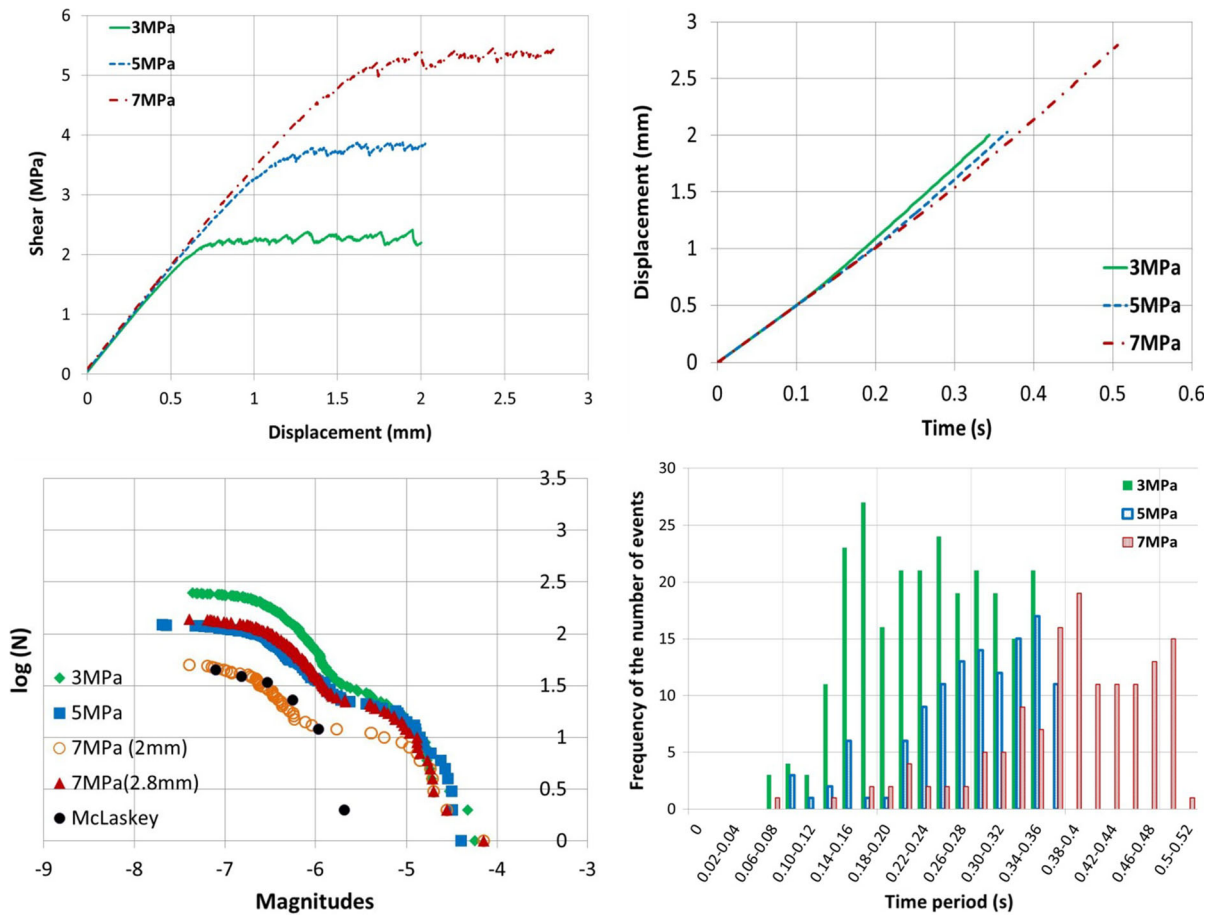 6
5
4
3
2
1
0
Shear (MPa)
3MPa
5MPa
7MPa
0
0.5
1
1.5
2
2.5
3
Displacement (mm)
3
2.5
2
1.5
1
0.5
0
Displacement (mm)
3MPa
5MPa
7MPa
0
0.1
0.2
0.3
0.4
0.5
0.6
Time (s)
3.5
3
2.5
2
1.5
1
0.5
0
log (N)
3MPa
5MPa
7MPa (2mm)
7MPa(2.8mm)
McLaskey
-9
-8
-7
-6
-5
-4
Magnitudes
30
25
20
15
10
5
0
Frequency of the number of events
3MPa
5MPa
7MPa
0
0.02-0.04
0.06-0.08
0.10-0.12
0.14-0.16
0.18-0.20
0.22-0.24
0.26-0.28
0.30-0.32
0.34-0.36
0.38-0.4
0.42-0.44
0.46-0.48
0.5-0.52
Time period (s)